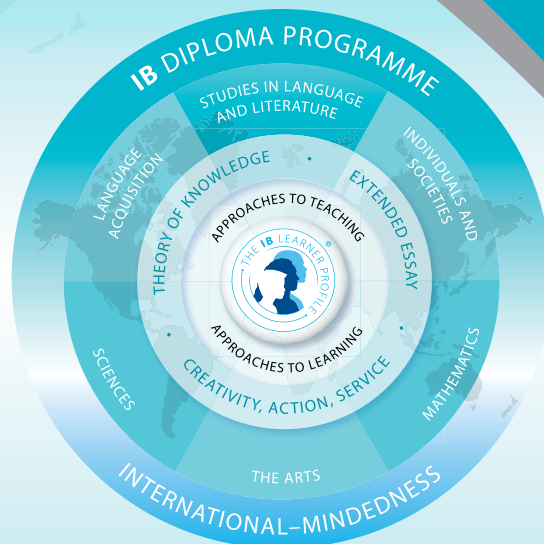 IB DIPLOMA PROGRAMME
STUDIES IN LANGUAGE
AND LITERATURE
LANGUAGE
ACQUISITION
INDIVIDUALS AND
SOCIETIES
THEORY OF KNOWLEDGE
EXTENDED ESSAY
APPROACHES TO TEACHING
THE IB LEARNER PROFILE ®
APPROACHES TO LEARNING
CREATIVITY, ACTION, SERVICE
SCIENCES
MATHEMATICS
THE ARTS
INTERNATIONAL–MINDEDNESS